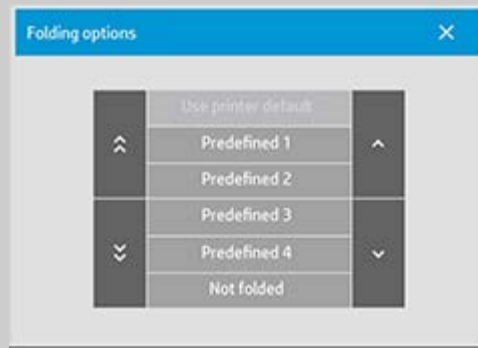 Folding options
Use printer default
Predefined 1
Predefined 2
Predefined 3
Predefined 4
Not folded